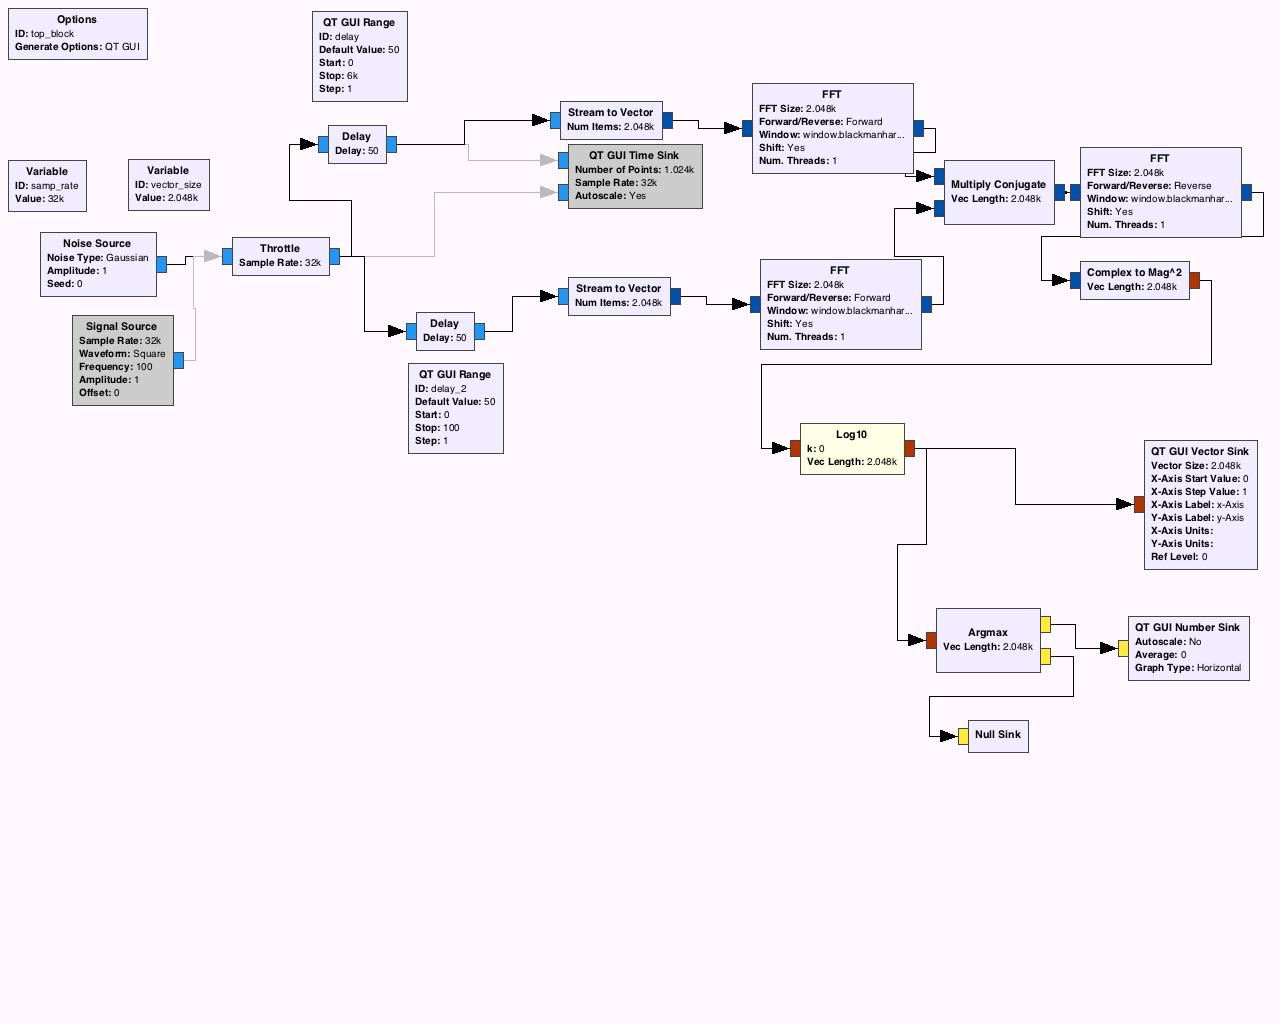 Options
ID: top_block
Generate Options: QT GUI
QT GUI Range
ID: delay
Default Value: 50
Start: 0
Stop: 6k
Step: 1
Variable
ID: samp_rate
Value: 32k
Variable
ID: vector_size
Value: 2.048k
Delay
Delay: 50
Stream to Vector
Num Items: 2.048k
QT GUI Time Sink
Number of Points: 1.024k
Sample Rate: 32k
Autoscale: Yes
FFT
FFT Size: 2.048k
Forward/Reverse: Forward
Window: window.blackmanhar...
Shift: Yes
Num. Threads: 1
Multiply Conjugate
Vec Length: 2.048k
FFT
FFT Size: 2.048k
Forward/Reverse: Reverse
Window: window.blackmanhar...
Shift: Yes
Num. Threads: 1
Noise Source
Noise Type: Gaussian
Amplitude: 1
Seed: 0
Throttle
Sample Rate: 32k
Signal Source
Sample Rate: 32k
Waveform: Square
Frequency: 100
Amplitude: 1
Offset: 0
Delay
Delay: 50
Stream to Vector
Num Items: 2.048k
FFT
FFT Size: 2.048k
Forward/Reverse: Forward
Window: window.blackmanhar...
Shift: Yes
Num. Threads: 1
Complex to Mag^2
Vec Length: 2.048k
QT GUI Range
ID: delay_2
Default Value: 50
Start: 0
Stop: 100
Step: 1
Log10
k: 0
Vec Length: 2.048k
QT GUI Vector Sink
Vector Size: 2.048k
X-Axis Start Value: 0
X-Axis Step Value: 1
X-Axis Label: x-Axis
Y-Axis Label: y-Axis
X-Axis Units:
Y-Axis Units:
Ref Level: 0
Argmax
Vec Length: 2.048k
QT GUI Number Sink
Autoscale: No
Average: 0
Graph Type: Horizontal
Null Sink